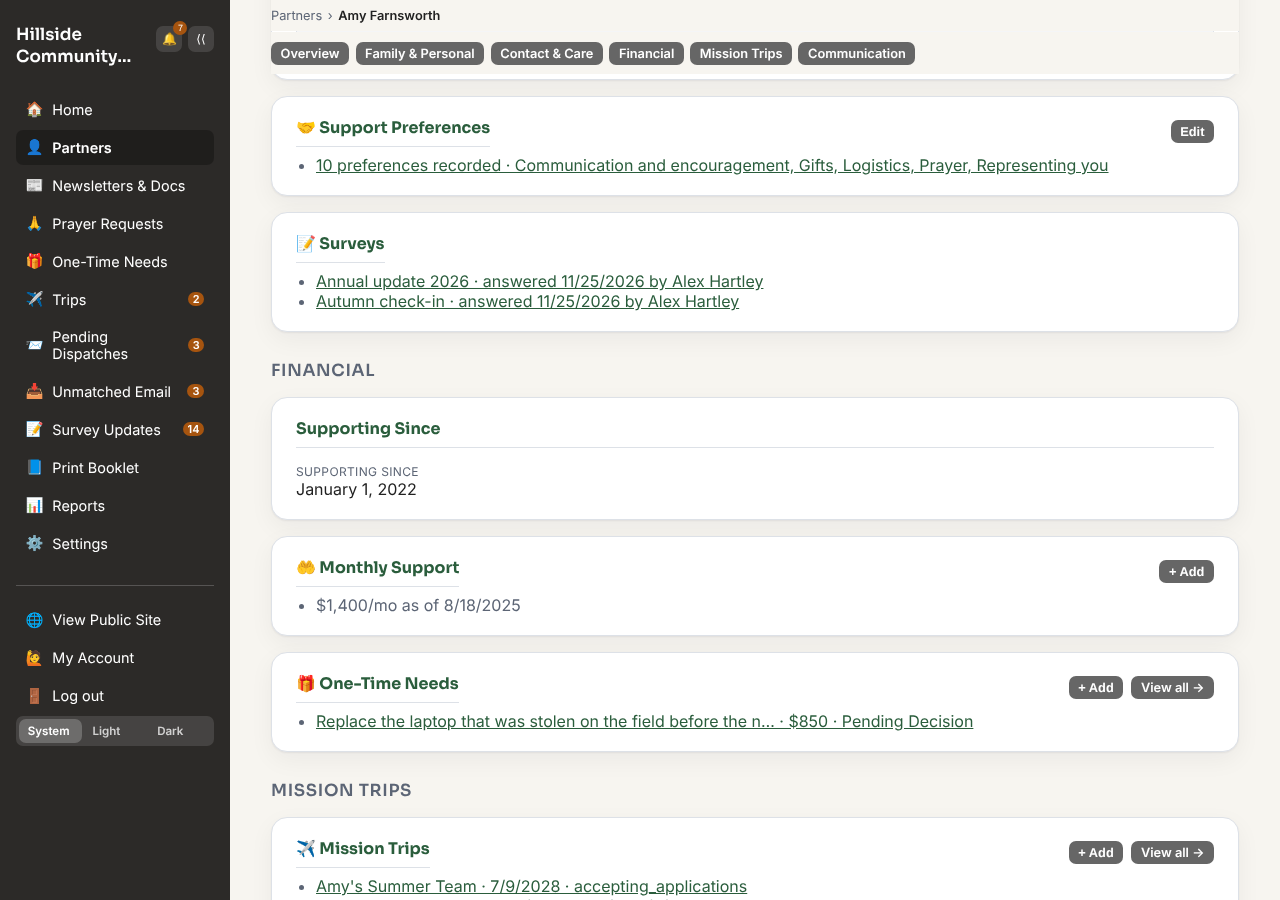 Hillside Community...
7
⟨⟨
Home
Partners
Newsletters & Docs
Prayer Requests
One-Time Needs
Trips 2
Pending Dispatches 3
Unmatched Email 3
Survey Updates 14
Print Booklet
Reports
Settings
View Public Site
My Account
Log out
System Light Dark
Partners › Amy Farnsworth
Overview Family & Personal Contact & Care Financial Mission Trips Communication
Support Preferences Edit
10 preferences recorded · Communication and encouragement, Gifts, Logistics, Prayer, Representing you
Surveys
Annual update 2026 · answered 11/25/2026 by Alex Hartley
Autumn check-in · answered 11/25/2026 by Alex Hartley
FINANCIAL
Supporting Since
SUPPORTING SINCE
January 1, 2022
Monthly Support + Add
$1,400/mo as of 8/18/2025
One-Time Needs + Add View all →
Replace the laptop that was stolen on the field before the n... · $850 · Pending Decision
MISSION TRIPS
Mission Trips + Add View all →
Amy's Summer Team · 7/9/2028 · accepting_applications